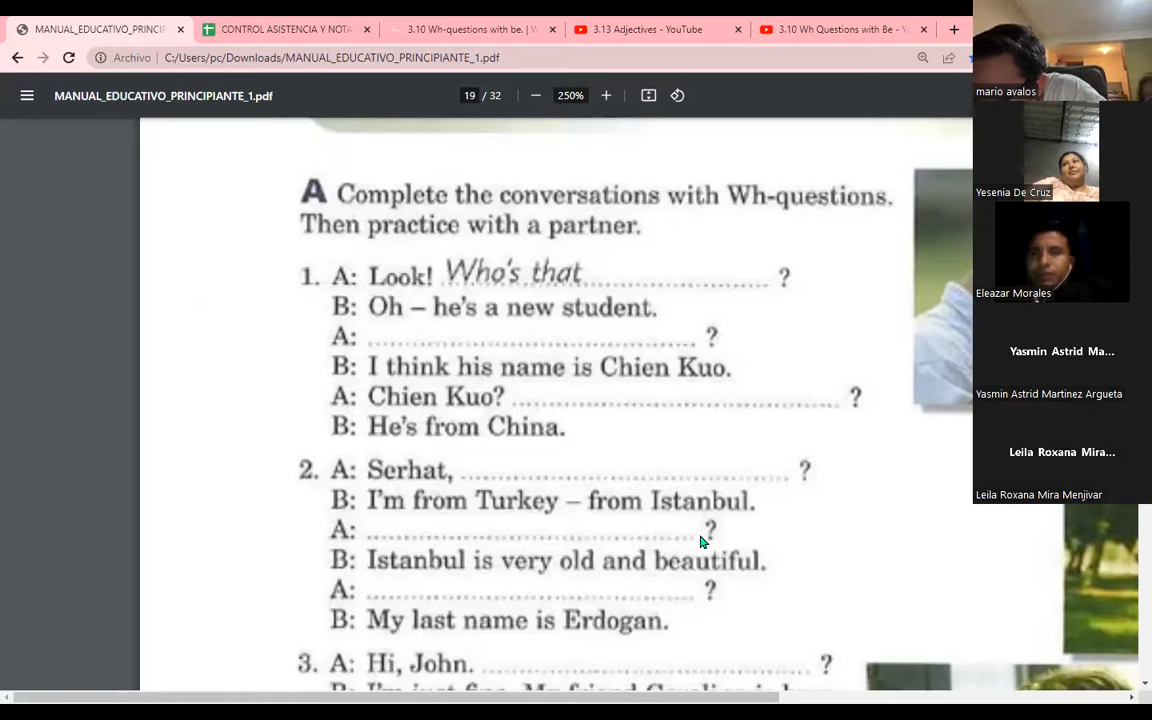 MANUAL_EDUCATIVO_PRINCIP
CONTROL ASISTENCIA Y NOTA
3.10 Wh-questions with be. | W
3.13 Adjectives - YouTube
3.10 Wh Questions with Be - Y
Archivo | C:/Users/pc/Downloads/MANUAL_EDUCATIVO_PRINCIPIANTE_1.pdf
MANUAL_EDUCATIVO_PRINCIPIANTE_1.pdf
19 / 32
250%
A Complete the conversations with Wh-questions.
Then practice with a partner.
1. A: Look! Who's that ?
B: Oh – he's a new student.
A: ?
B: I think his name is Chien Kuo.
A: Chien Kuo? ?
B: He's from China.
2. A: Serhat, ?
B: I'm from Turkey – from Istanbul.
A: ?
B: Istanbul is very old and beautiful.
A: ?
B: My last name is Erdogan.
3. A: Hi, John. ?
mario avalos
Yesenia De Cruz
Eleazar Morales
Yasmin Astrid Ma...
Yasmin Astrid Martinez Argueta
Leila Roxana Mira...
Leila Roxana Mira Menjivar